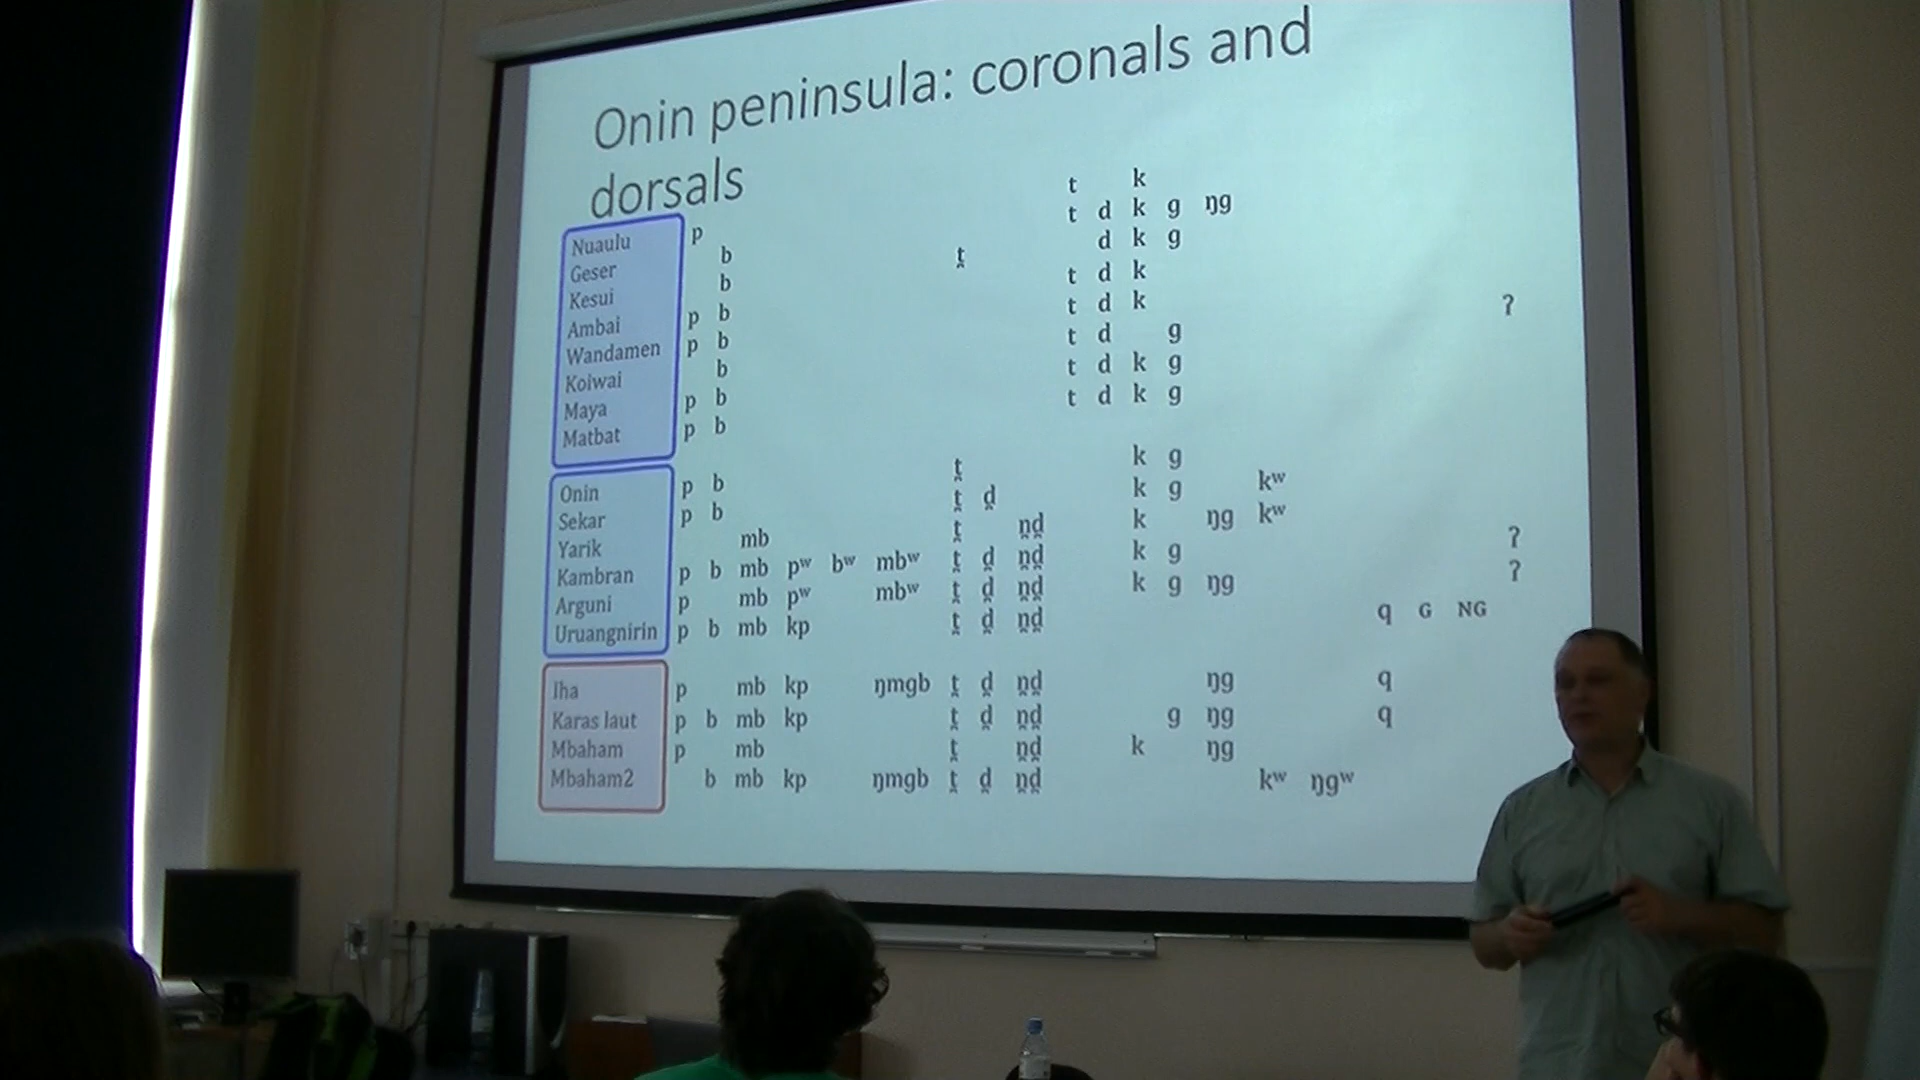 Onin peninsula: coronals and
dorsals
Nuaulu p t k
Geser b t d k g ŋg
Kesui b t̪ d k g
Ambai p b t d k
Wandamen p b t d k
Koiwai b t d g ʔ
Maya p b t d k g
Matbat p b t d k g
Onin p b t̪ k g
Sekar p b t̪ d̪ k g kʷ
Yarik mb t̪ n̪d̪ k ŋg kʷ
Kambran p b mb pʷ bʷ mbʷ t̪ d̪ n̪d̪ k g ʔ
Arguni p mb pʷ mbʷ t̪ d̪ n̪d̪ k g ŋg ʔ
Uruangnirin p b mb kp t̪ d̪ n̪d̪ q G NG
Iha p mb kp ŋmgb t̪ d̪ n̪d̪ ŋg q
Karas laut p b mb kp t̪ d̪ n̪d̪ g ŋg q
Mbaham p mb t̪ n̪d̪ k ŋg
Mbaham2 b mb kp ŋmgb t̪ d̪ n̪d̪ kʷ ŋgʷ